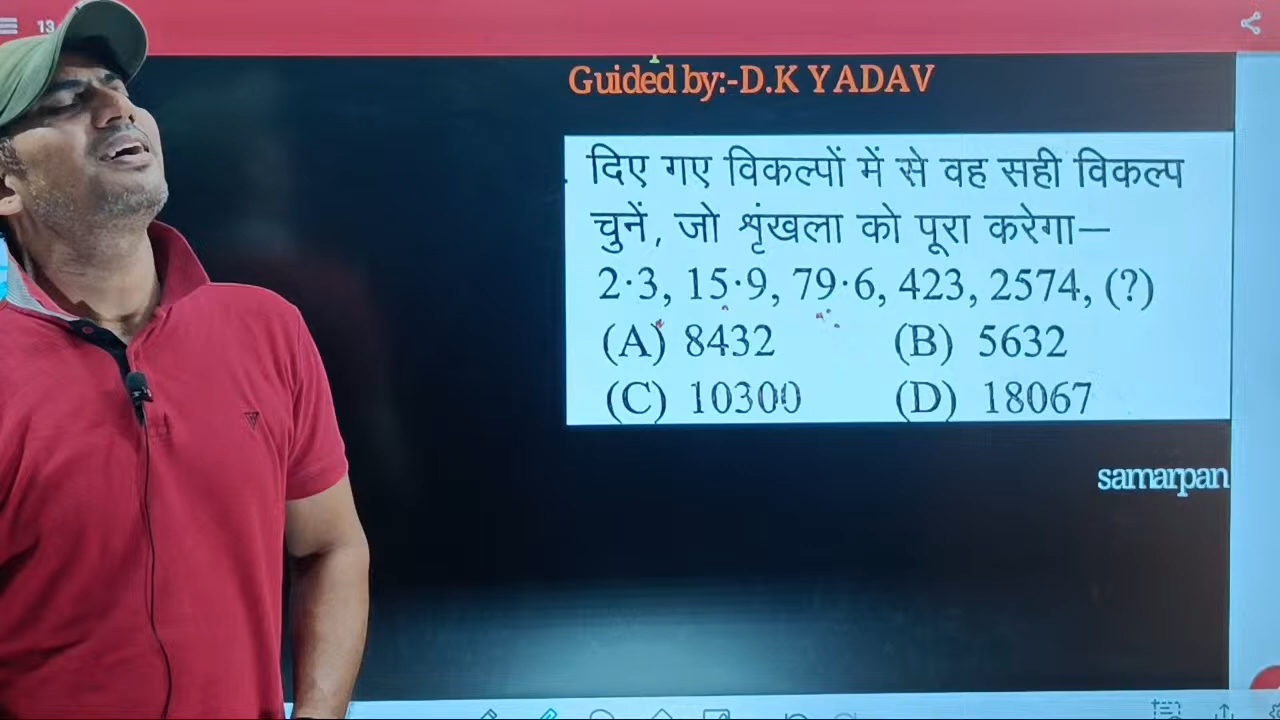 13
Guided by:-D.K YADAV
दिए गए विकल्पों में से वह सही विकल्प
चुनें, जो शृंखला को पूरा करेगा—
2·3, 15·9, 79·6, 423, 2574, (?)
(A) 8432 (B) 5632
(C) 10300 (D) 18067
samarpan